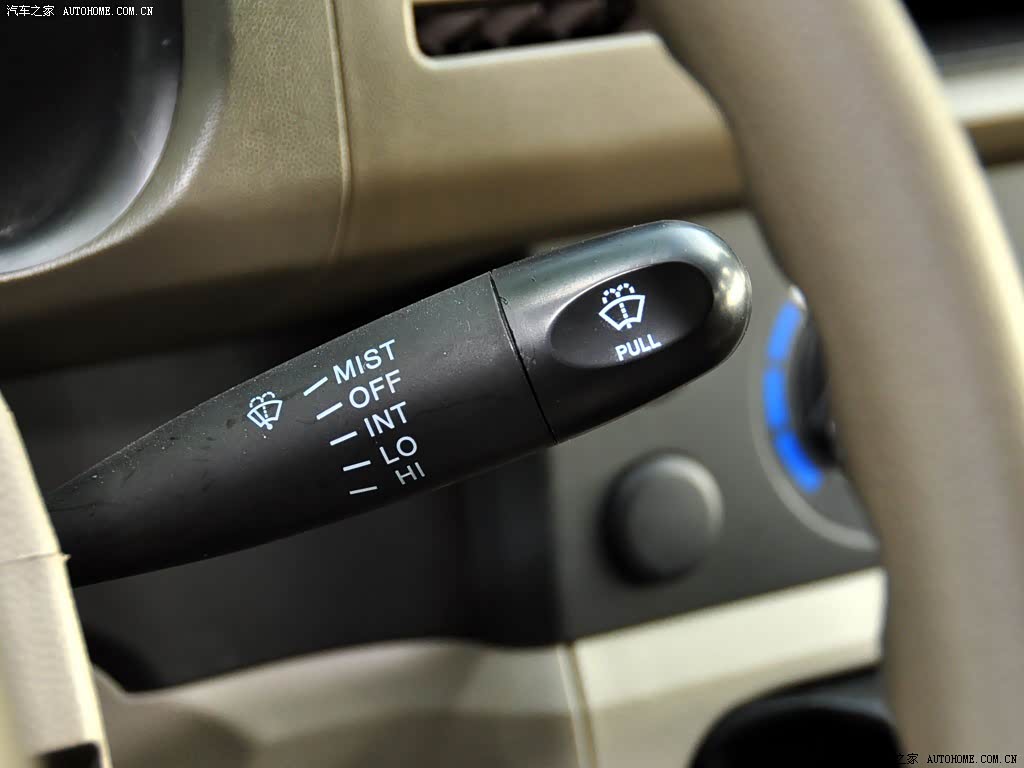 汽车之家 AUTOHOME.COM.CN
MIST
OFF
INT
LO
HI
PULL
之家 AUTOHOME.COM.CN